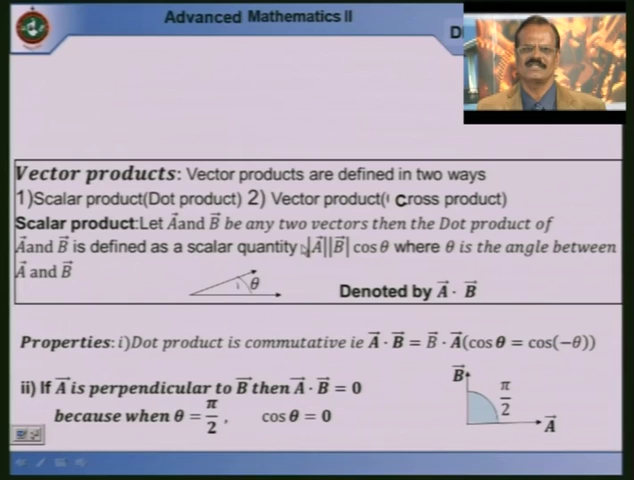 Advanced Mathematics II
D
Vector products: Vector products are defined in two ways
1)Scalar product(Dot product) 2) Vector product( Cross product)
Scalar product:Let A⃗and B⃗ be any two vectors then the Dot product of
A⃗and B⃗ is defined as a scalar quantity |A⃗||B⃗| cos θ where θ is the angle between
A⃗ and B⃗
θ
Denoted by A⃗ · B⃗
Properties: i)Dot product is commutative ie A⃗ · B⃗ = B⃗ · A⃗(cos θ = cos(−θ))
ii) If A⃗ is perpendicular to B⃗ then A⃗ · B⃗ = 0
because when θ = π/2, cos θ = 0
B⃗
π/2
A⃗